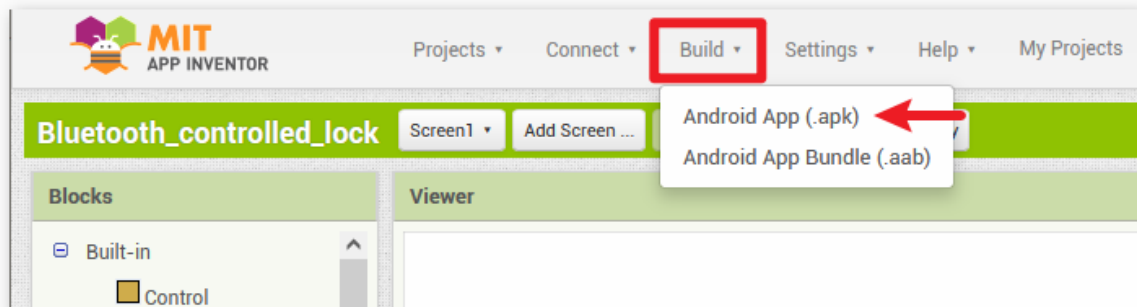 MIT
APP INVENTOR
Projects Connect Build Settings Help My Projects
Bluetooth_controlled_lock Screen1 Add Screen ...
Android App (.apk)
Android App Bundle (.aab)
Blocks Viewer
Built-in
Control